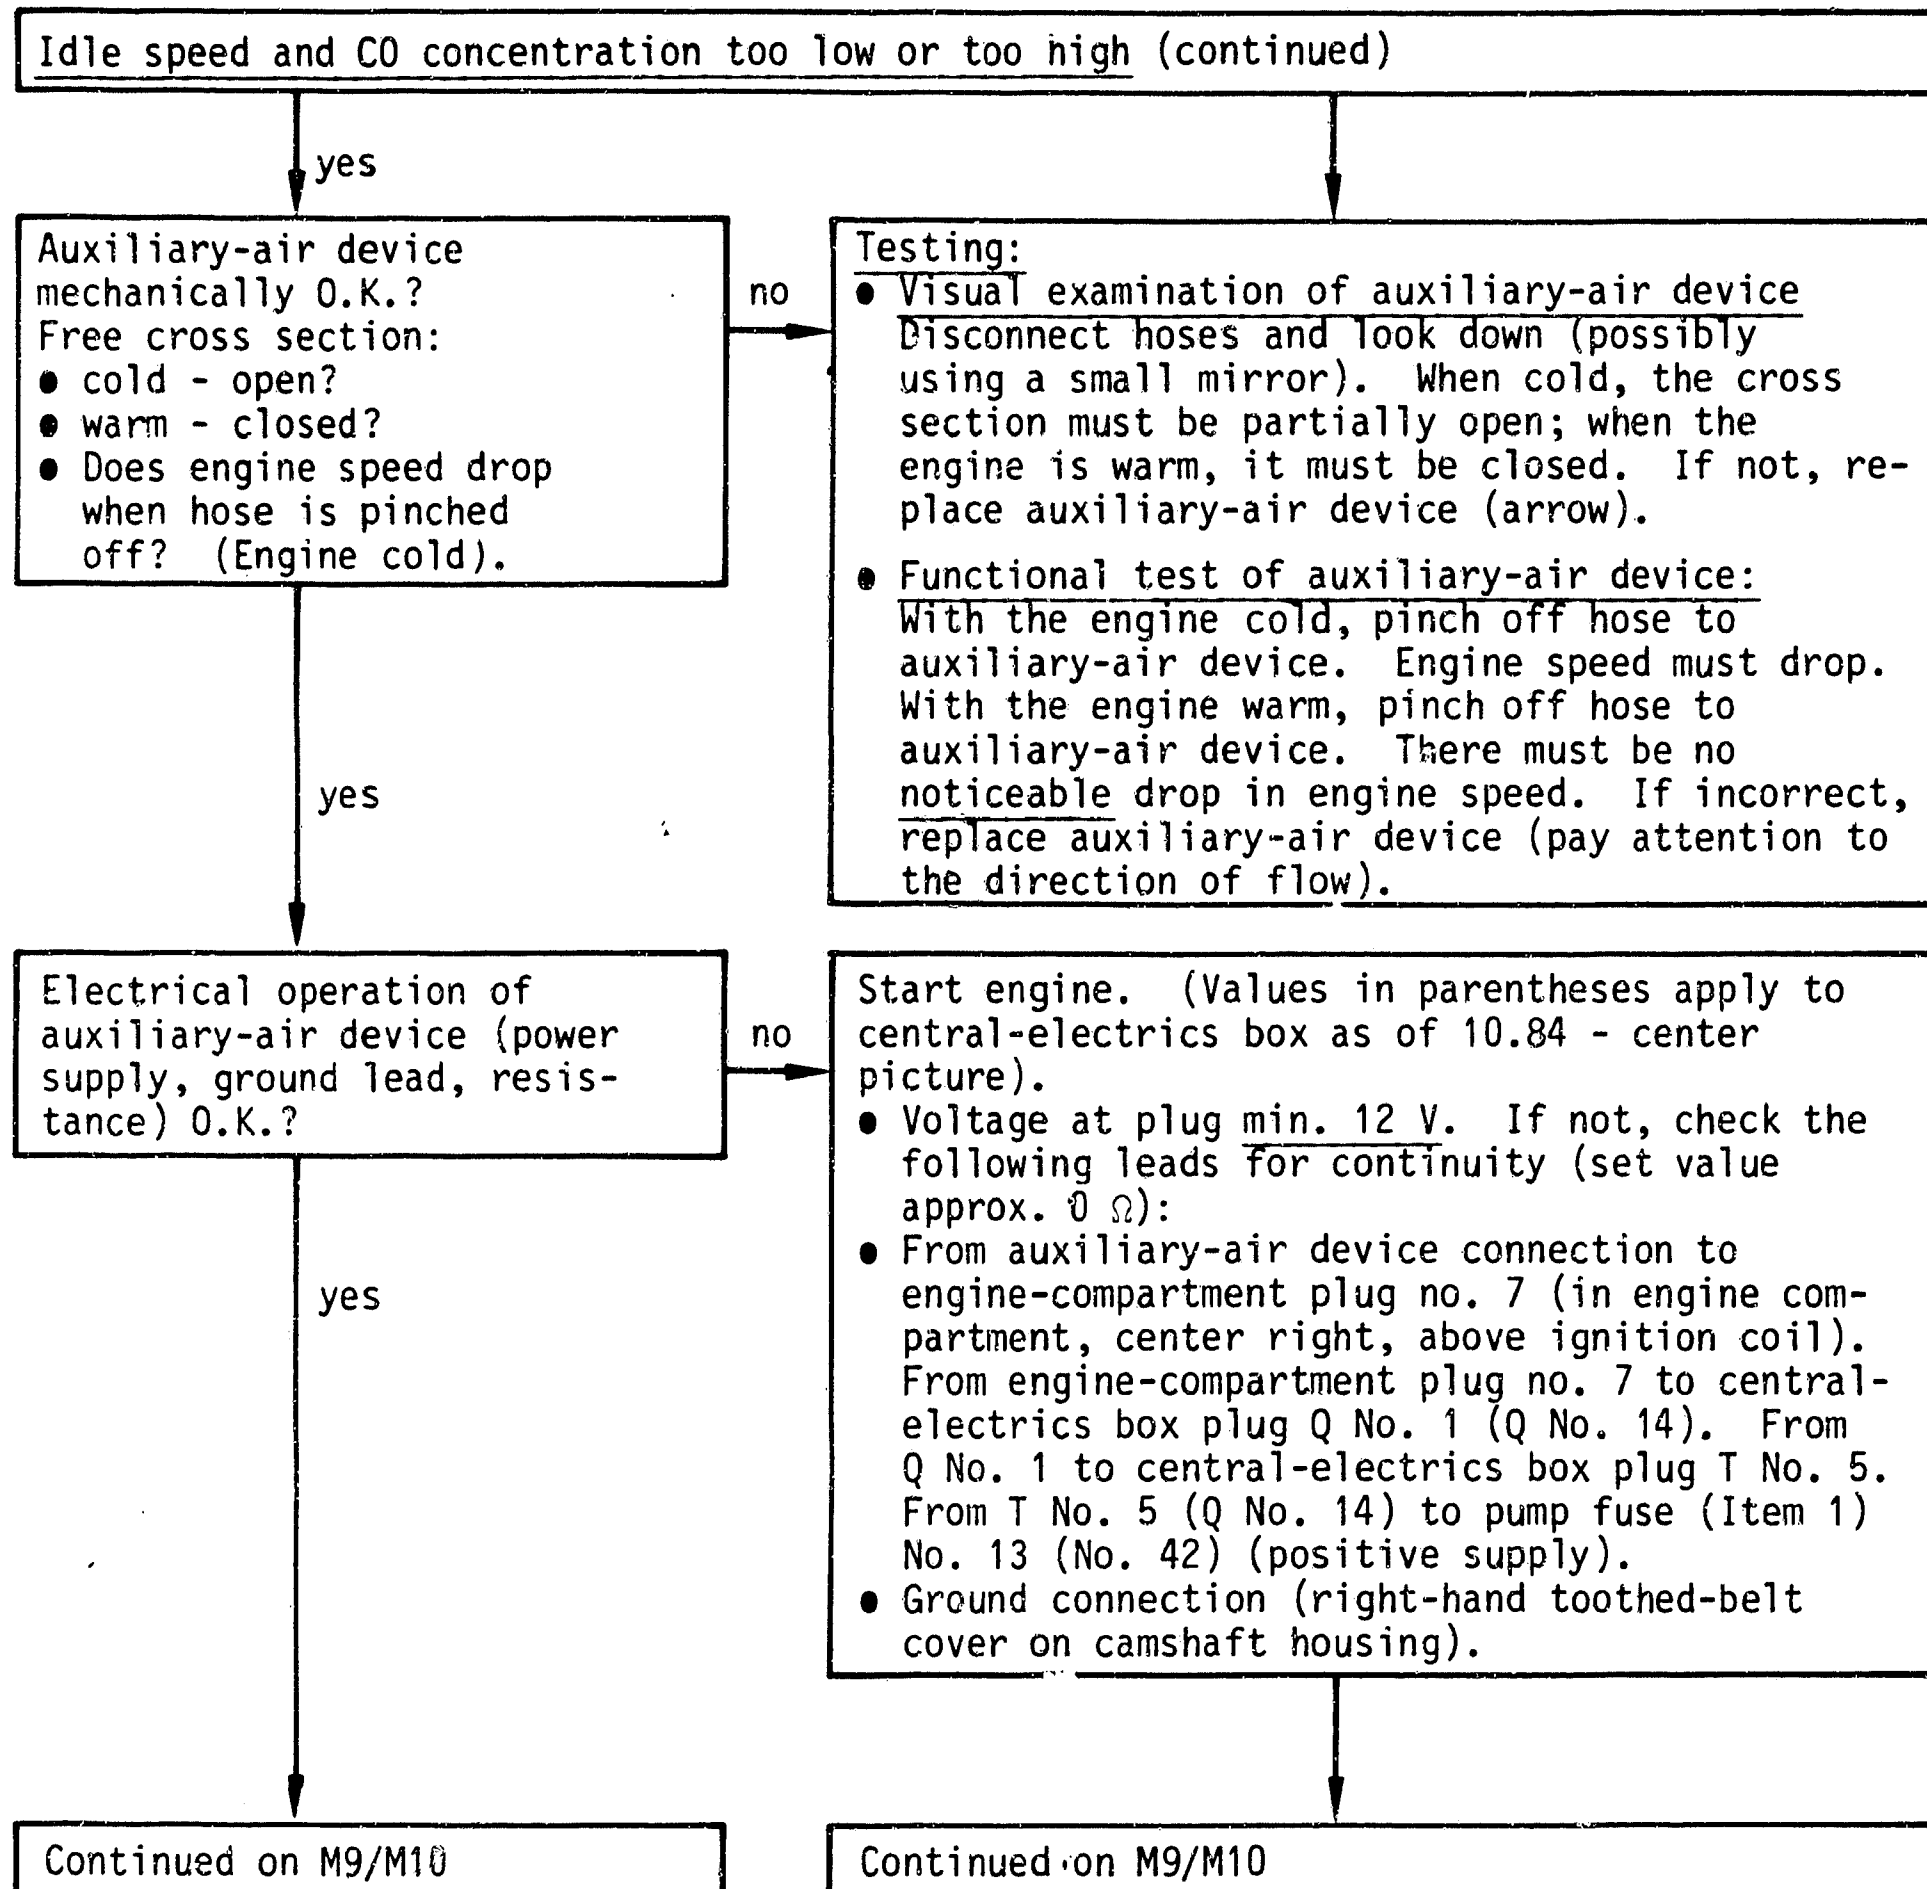 Idle speed and CO concentration too low or too high (continued)
yes
Auxiliary-air device
mechanically O.K.?
Free cross section:
● cold - open?
● warm - closed?
● Does engine speed drop
when hose is pinched
off? (Engine cold).
no
Testing:
● Visual examination of auxiliary-air device
Disconnect hoses and look down (possibly
using a small mirror). When cold, the cross
section must be partially open; when the
engine is warm, it must be closed. If not, re-
place auxiliary-air device (arrow).
● Functional test of auxiliary-air device:
With the engine cold, pinch off hose to
auxiliary-air device. Engine speed must drop.
With the engine warm, pinch off hose to
auxiliary-air device. There must be no
noticeable drop in engine speed. If incorrect,
replace auxiliary-air device (pay attention to
the direction of flow).
yes
Electrical operation of
auxiliary-air device (power
supply, ground lead, resis-
tance) O.K.?
no
Start engine. (Values in parentheses apply to
central-electrics box as of 10.84 - center
picture).
● Voltage at plug min. 12 V. If not, check the
following leads for continuity (set value
approx. 0 Ω):
● From auxiliary-air device connection to
engine-compartment plug no. 7 (in engine com-
partment, center right, above ignition coil).
From engine-compartment plug no. 7 to central-
electrics box plug Q No. 1 (Q No. 14). From
Q No. 1 to central-electrics box plug T No. 5.
From T No. 5 (Q No. 14) to pump fuse (Item 1)
No. 13 (No. 42) (positive supply).
● Ground connection (right-hand toothed-belt
cover on camshaft housing).
yes
Continued on M9/M10
Continued on M9/M10